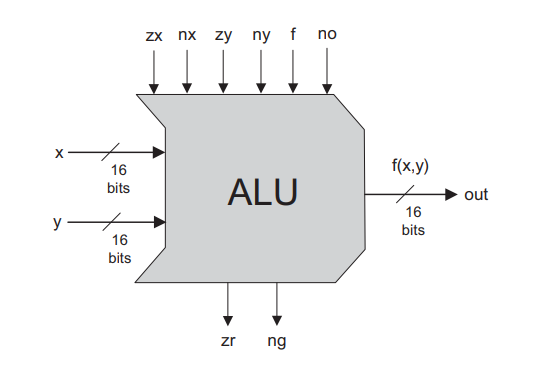 zx nx zy ny f no
x
16
bits
ALU
f(x,y)
out
16
bits
y
16
bits
zr ng